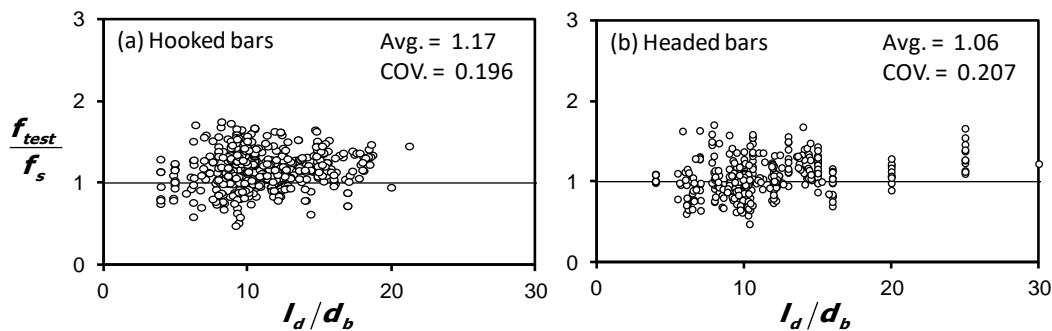 3
(a) Hooked bars
Avg. = 1.17
COV. = 0.196
2
f_test
f_s
1
0
0 10 20 30
l_d/d_b
3
(b) Headed bars
Avg. = 1.06
COV. = 0.207
2
1
0
0 10 20 30
l_d/d_b